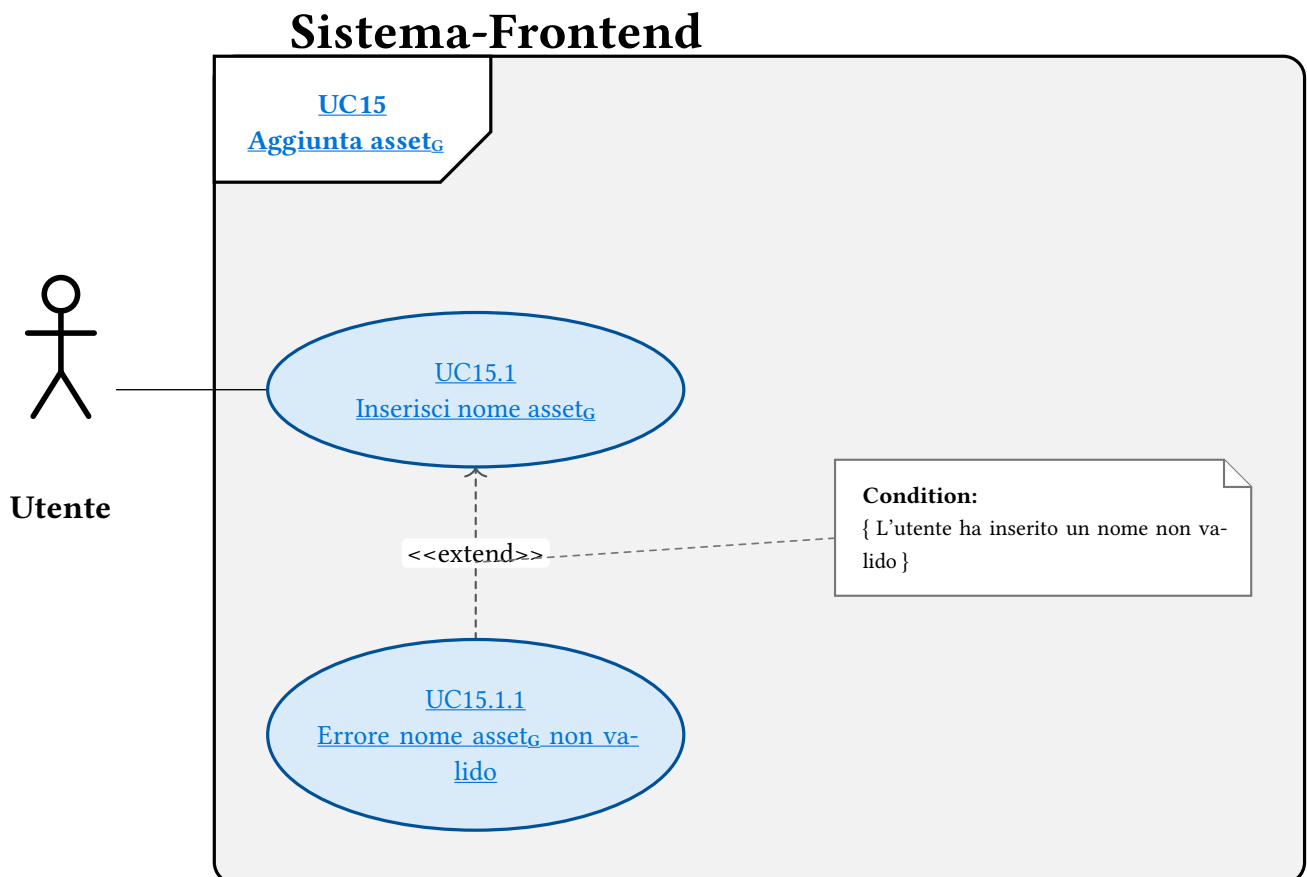 Sistema-Frontend
UC15
Aggiunta assetG
UC15.1
Inserisci nome assetG
Utente
Condition:
{ L’utente ha inserito un nome non va-
lido }
<<extend>>
UC15.1.1
Errore nome assetG non va-
lido